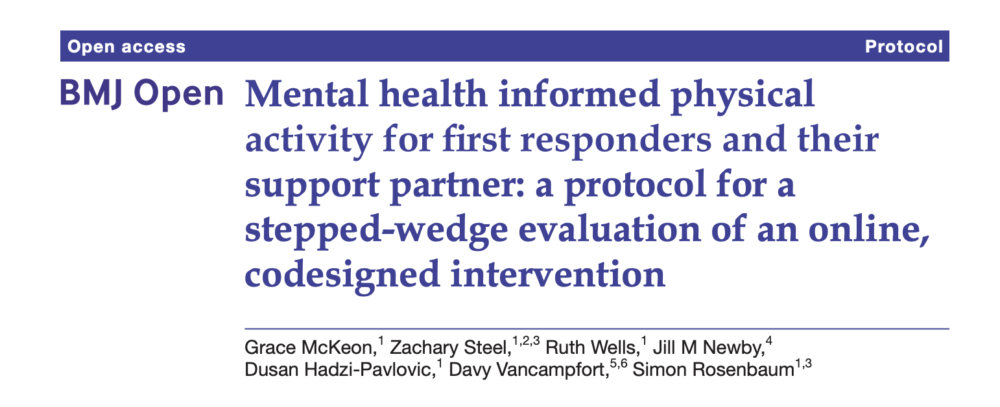 Open access
Protocol
BMJ Open
Mental health informed physical
activity for first responders and their
support partner: a protocol for a
stepped-wedge evaluation of an online,
codesigned intervention
Grace McKeon,1 Zachary Steel,1,2,3 Ruth Wells,1 Jill M Newby,4
Dusan Hadzi-Pavlovic,1 Davy Vancampfort,5,6 Simon Rosenbaum1,3